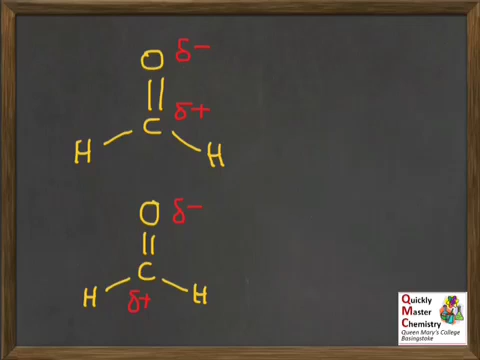 O δ−
C δ+
H H
O δ−
C
H δ+ H
Quickly
Master
Chemistry
Queen Mary's College
Basingstoke